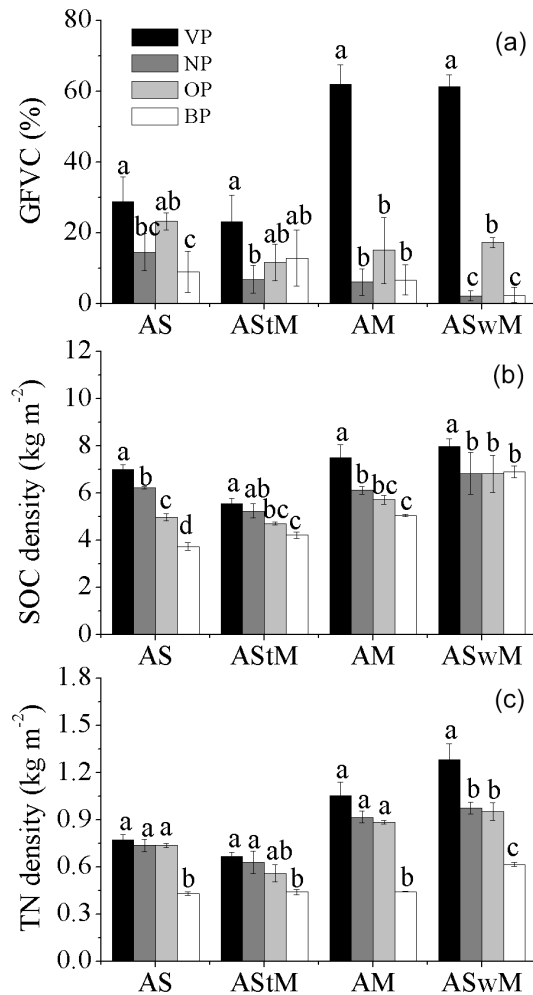 (a)
VP
NP
OP
BP
GFVC (%)
80
60
40
20
0
a bc ab c
a b ab ab
a b b b
a c b c
AS AStM AM ASwM
(b)
SOC density (kg m-2)
12
10
8
6
4
2
0
a b c d
a ab bc c
a b bc c
a b b b
AS AStM AM ASwM
(c)
TN density (kg m-2)
1.8
1.5
1.2
0.9
0.6
0.3
0.0
a a a b
a a ab b
a a a b
a b b c
AS AStM AM ASwM